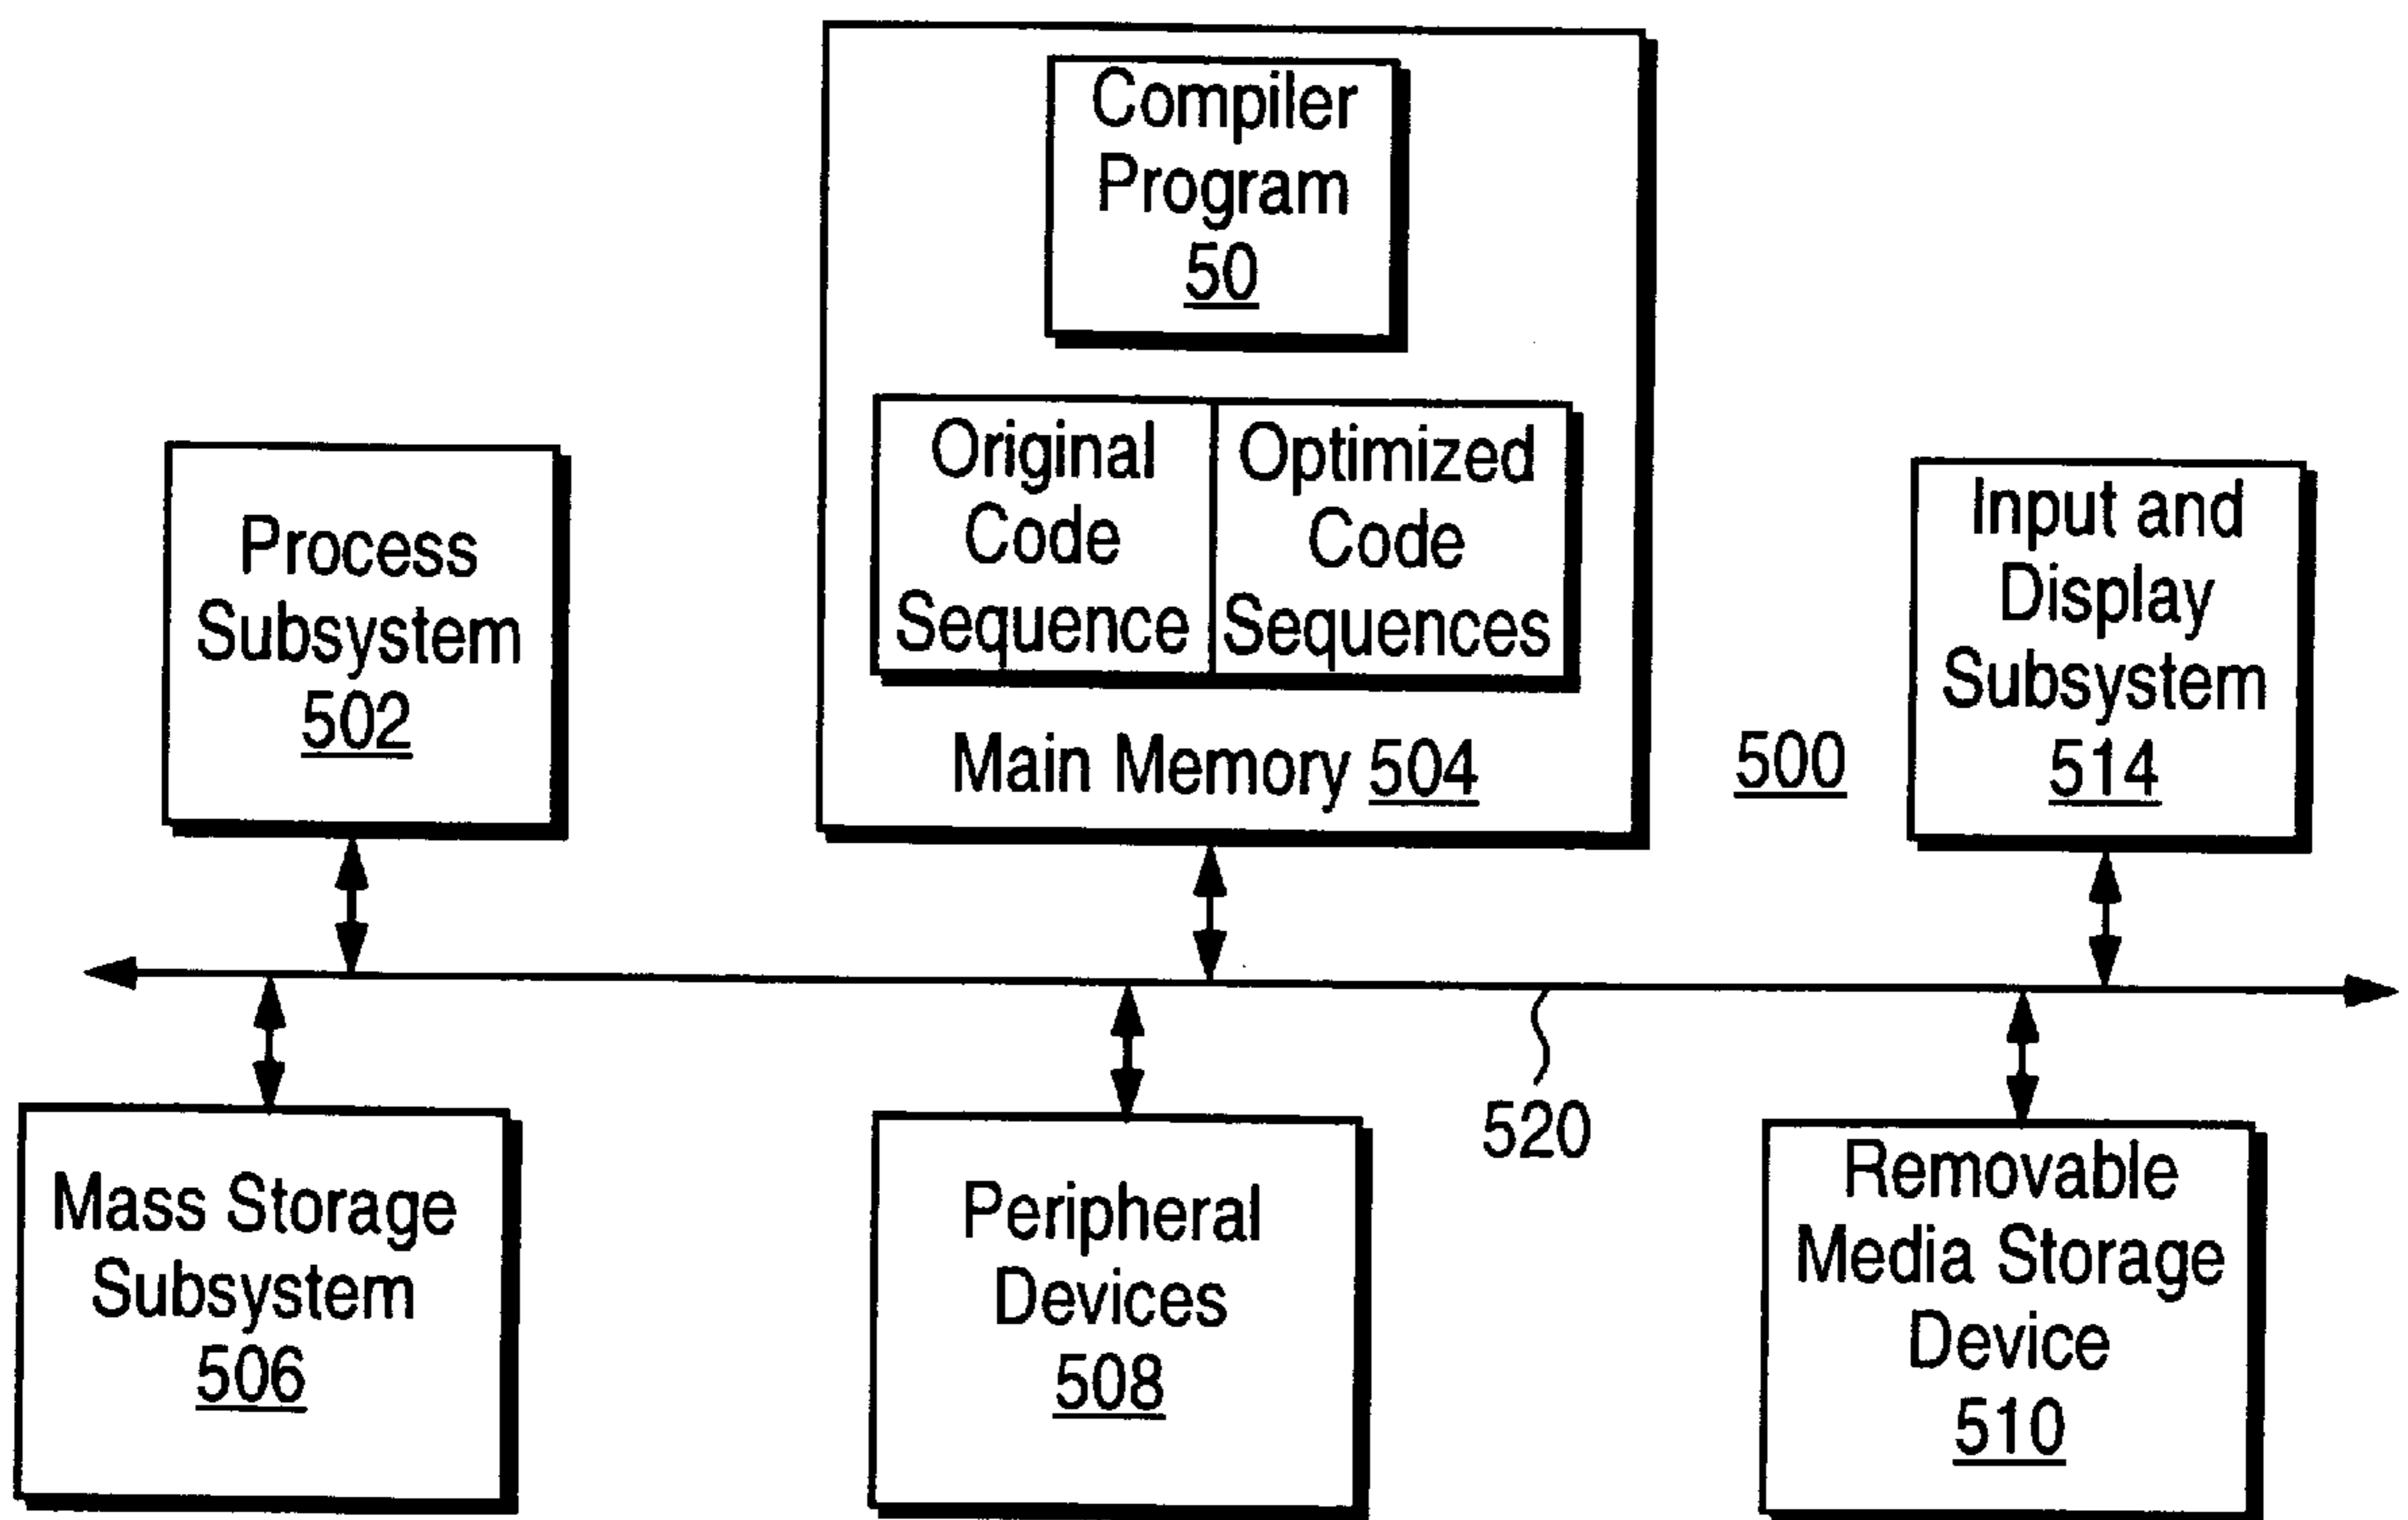 Compiler
Program
50
Original
Code
Sequence
Optimized
Code
Sequences
Main Memory 504
Process
Subsystem
502
500
Input and
Display
Subsystem
514
520
Mass Storage
Subsystem
506
Peripheral
Devices
508
Removable
Media Storage
Device
510